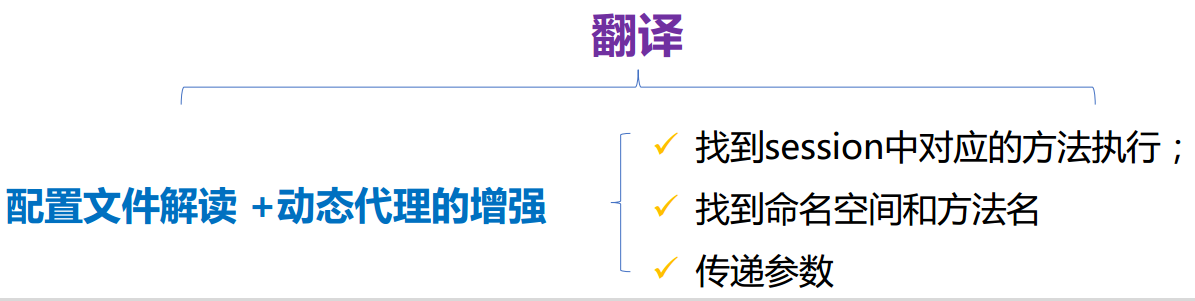 翻译
配置文件解读 +动态代理的增强
找到session中对应的方法执行；
找到命名空间和方法名
传递参数